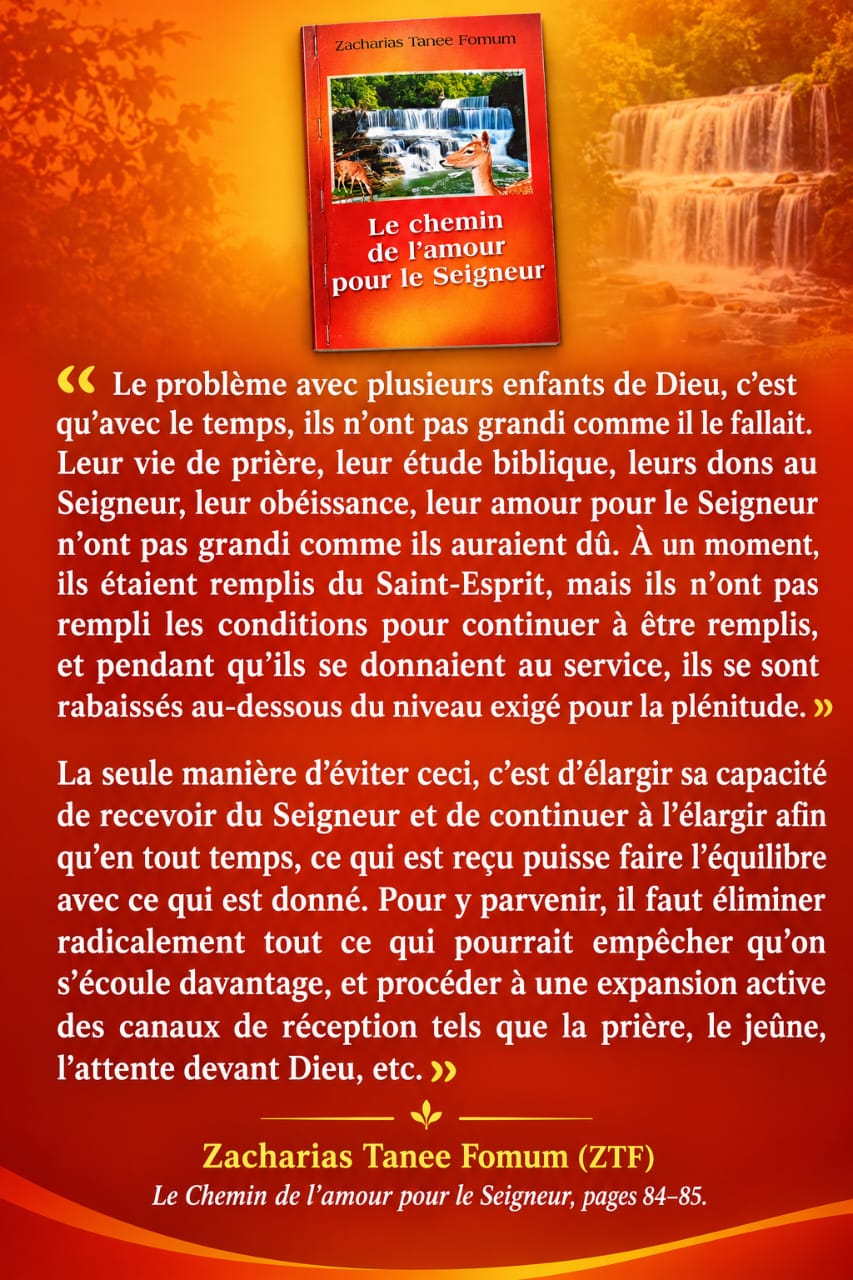 Zacharias Tanee Fomum
Le chemin
de l’amour
pour le Seigneur
“ Le problème avec plusieurs enfants de Dieu, c’est
qu’avec le temps, ils n’ont pas grandi comme il le fallait.
Leur vie de prière, leur étude biblique, leurs dons au
Seigneur, leur obéissance, leur amour pour le Seigneur
n’ont pas grandi comme ils auraient dû. À un moment,
ils étaient remplis du Saint-Esprit, mais ils n’ont pas
rempli les conditions pour continuer à être remplis,
et pendant qu’ils se donnaient au service, ils se sont
rabaissés au-dessous du niveau exigé pour la plénitude. »
La seule manière d’éviter ceci, c’est d’élargir sa capacité
de recevoir du Seigneur et de continuer à l’élargir afin
qu’en tout temps, ce qui est reçu puisse faire l’équilibre
avec ce qui est donné. Pour y parvenir, il faut éliminer
radicalement tout ce qui pourrait empêcher qu’on
s’écoule davantage, et procéder à une expansion active
des canaux de réception tels que la prière, le jeûne,
l’attente devant Dieu, etc. »
Zacharias Tanee Fomum (ZTF)
Le Chemin de l’amour pour le Seigneur, pages 84–85.